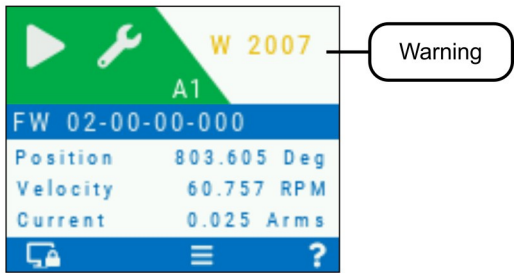 W 2007
Warning
A1
FW 02-00-00-000
Position 803.605 Deg
Velocity 60.757 RPM
Current 0.025 Arms
?